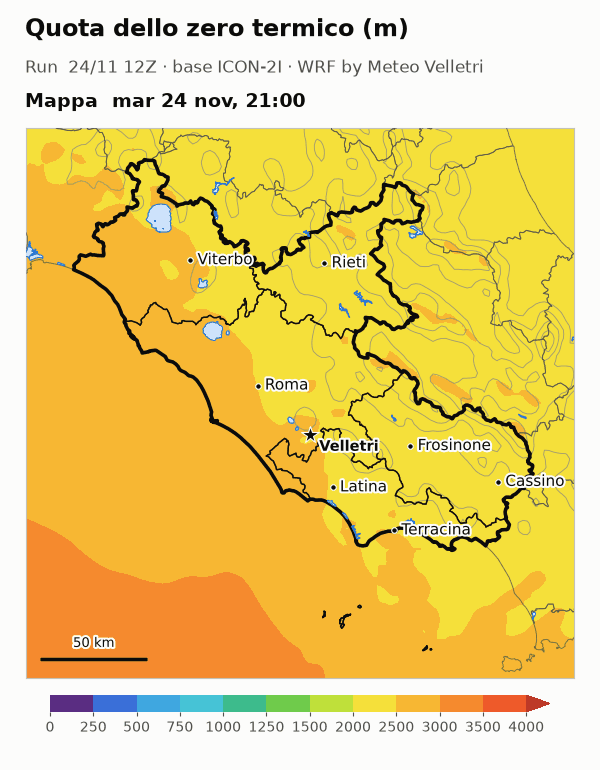 Quota dello zero termico (m)
Run  24/11 12Z · base ICON-2I · WRF by Meteo Velletri
Mappa  mar 24 nov, 21:00
Viterbo
Rieti
Roma
Velletri
Frosinone
Cassino
Latina
Terracina
50 km
0 250 500 750 1000 1250 1500 2000 2500 3000 3500 4000